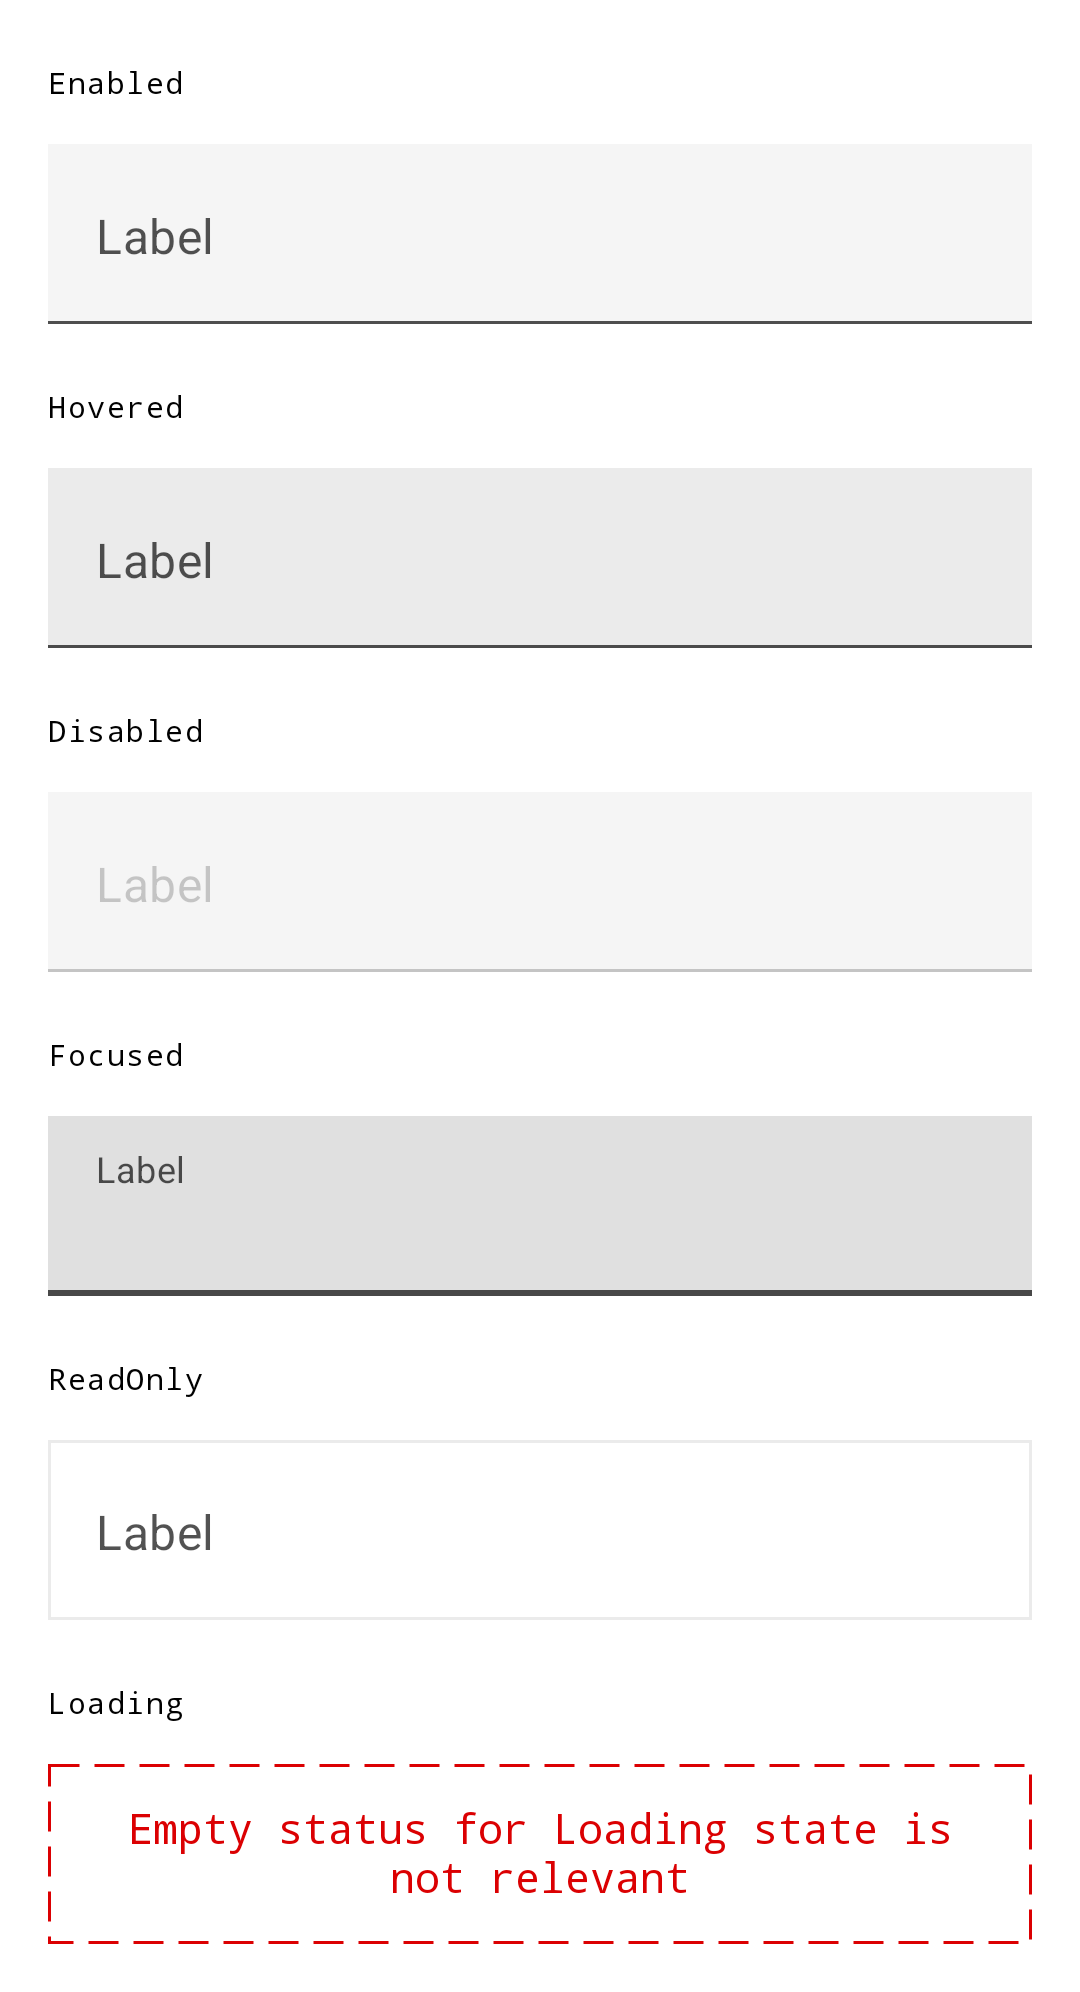 Enabled
Label
Hovered
Label
Disabled
Label
Focused
Label
ReadOnly
Label
Loading
Empty status for Loading state is
not relevant